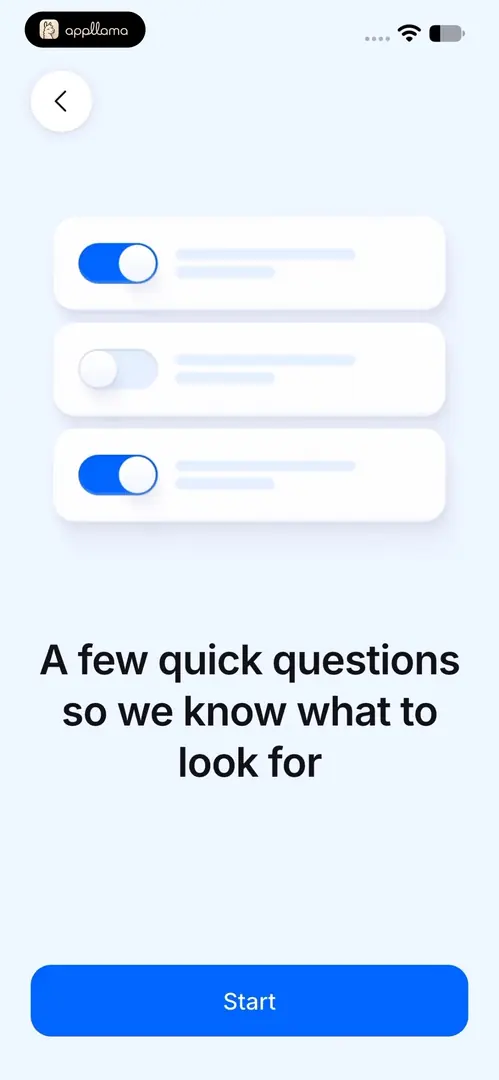 appllama
A few quick questions
so we know what to
look for
Start